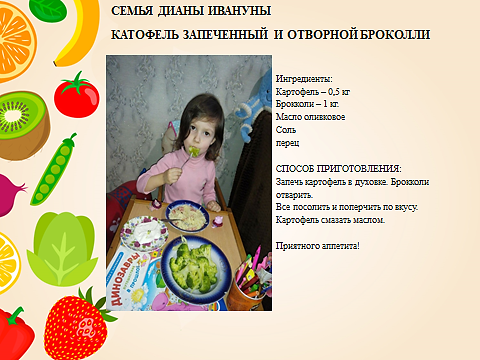 СЕМЬЯ ДИАНЫ ИВАНУНЫ
КАТОФЕЛЬ ЗАПЕЧЕННЫЙ И ОТВОРНОЙ БРОКОЛЛИ
Ингредиенты:
Картофель – 0,5 кг
Брокколи – 1 кг.
Масло оливковое
Соль
перец
СПОСОБ ПРИГОТОВЛЕНИЯ:
Запечь картофель в духовке. Брокколи
отварить.
Все посолить и поперчить по вкусу.
Картофель смазать маслом.
Приятного аппетита!
ДИНОЗАВРЫ